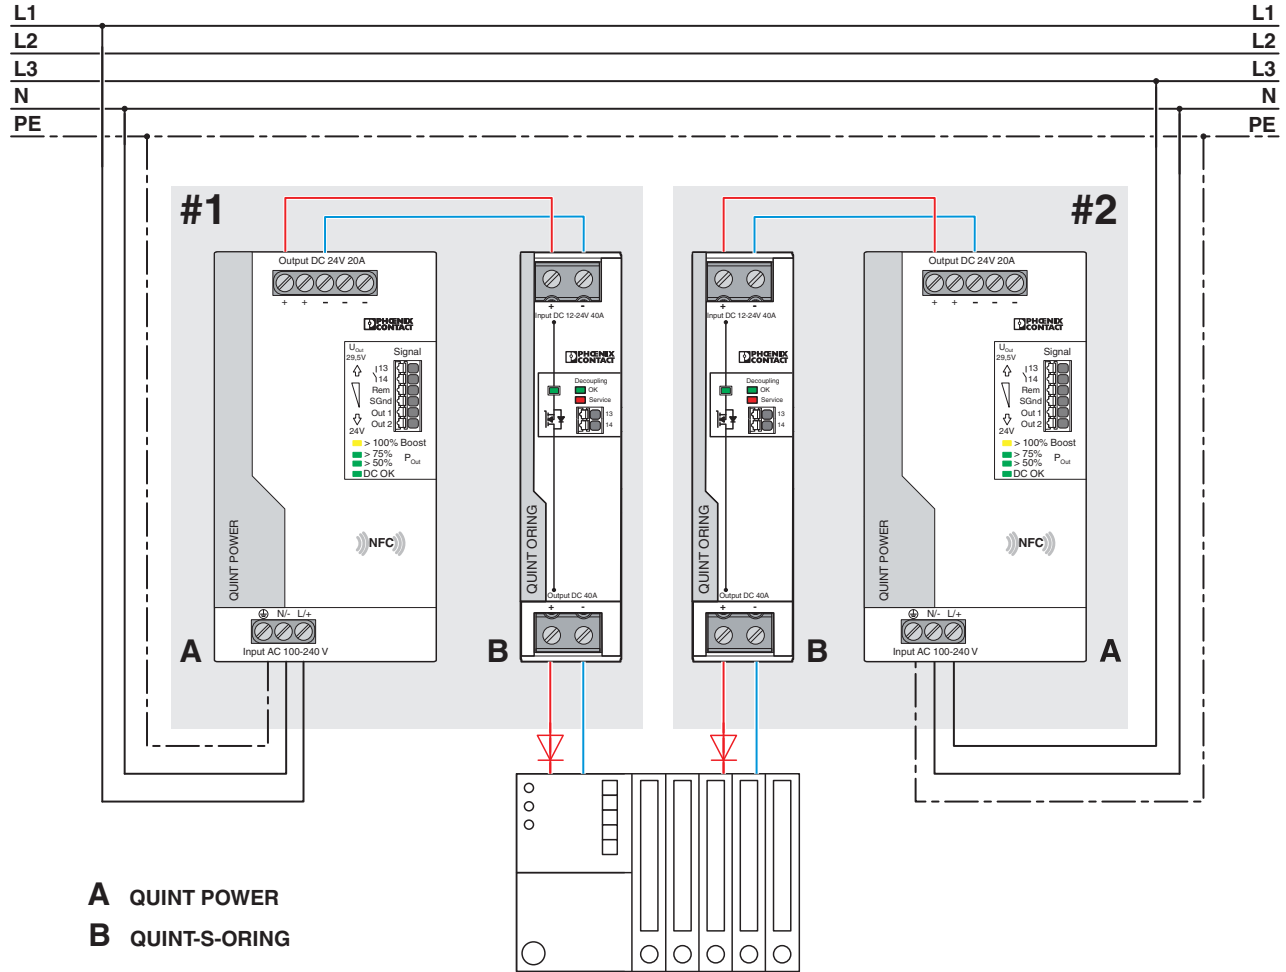 L1 L1
L2 L2
L3 L3
N N
PE PE
#1
#2
Output DC 24V 20A
+ + – – –
PHŒNIX
CONTACT
UOut
29,5V
Signal
13
14
Rem
SGnd
Out 1
Out 2
24V
> 100% Boost
> 75%
> 50%
POut
DC OK
NFC
QUINT POWER
N/- L/+
Input AC 100-240 V
A
+ -
Input DC 12-24V 40A
PHŒNIX
CONTACT
Decoupling
OK
Service
13
14
QUINT ORING
Output DC 40A
+ -
B
+ -
Input DC 12-24V 40A
PHŒNIX
CONTACT
Decoupling
OK
Service
13
14
QUINT ORING
Output DC 40A
+ -
B
Output DC 24V 20A
+ + – – –
PHŒNIX
CONTACT
UOut
29,5V
Signal
13
14
Rem
SGnd
Out 1
Out 2
24V
> 100% Boost
> 75%
> 50%
POut
DC OK
NFC
QUINT POWER
N/- L/+
Input AC 100-240 V
A
A QUINT POWER
B QUINT-S-ORING